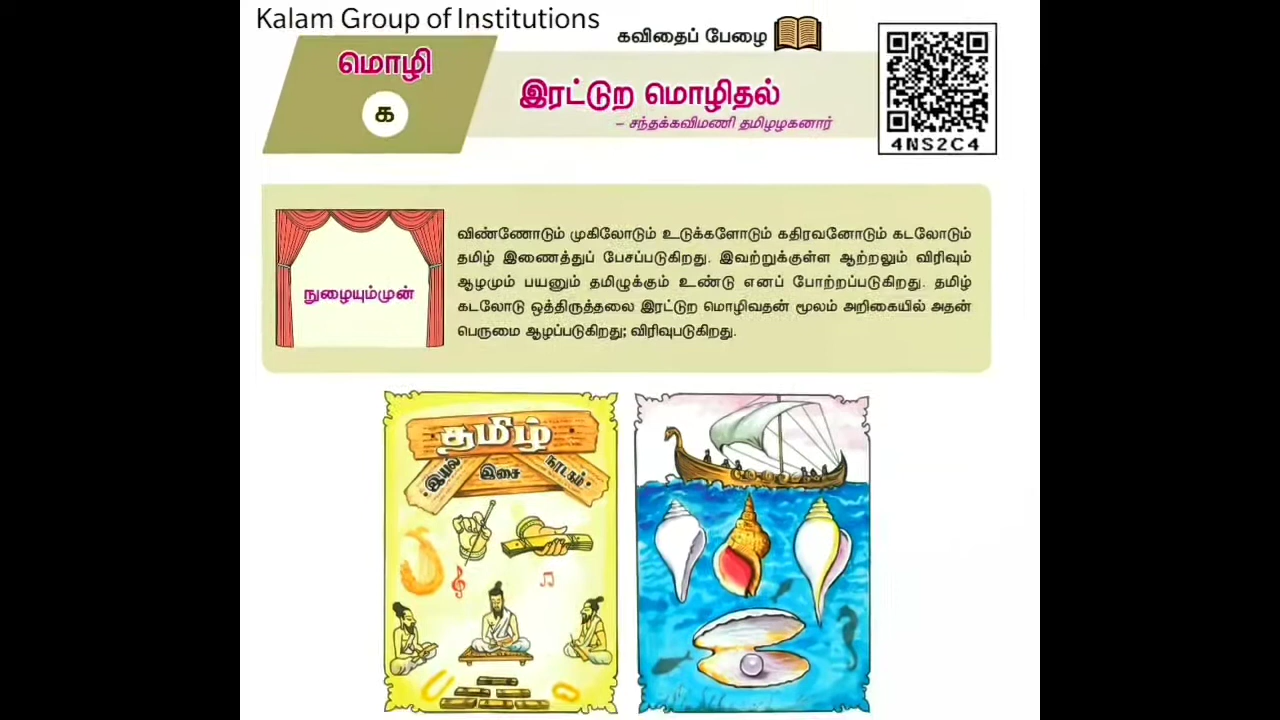 Kalam Group of Institutions
கவிதைப் பேழை
மொழி
க
இரட்டுற மொழிதல்
– சந்தக்கவிமணி தமிழழகனார்
4NS2C4
நுழையும்முன்
விண்ணோடும் முகிலோடும் உடுக்களோடும் கதிரவனோடும் கடலோடும்
தமிழ் இணைத்துப் பேசப்படுகிறது. இவற்றுக்குள்ள ஆற்றலும் விரிவும்
ஆழமும் பயனும் தமிழுக்கும் உண்டு எனப் போற்றப்படுகிறது. தமிழ்
கடலோடு ஒத்திருத்தலை இரட்டுற மொழிவதன் மூலம் அறிகையில் அதன்
பெருமை ஆழப்படுகிறது; விரிவுபடுகிறது.
தமிழ்
இயல்
இசை
நாடகம்